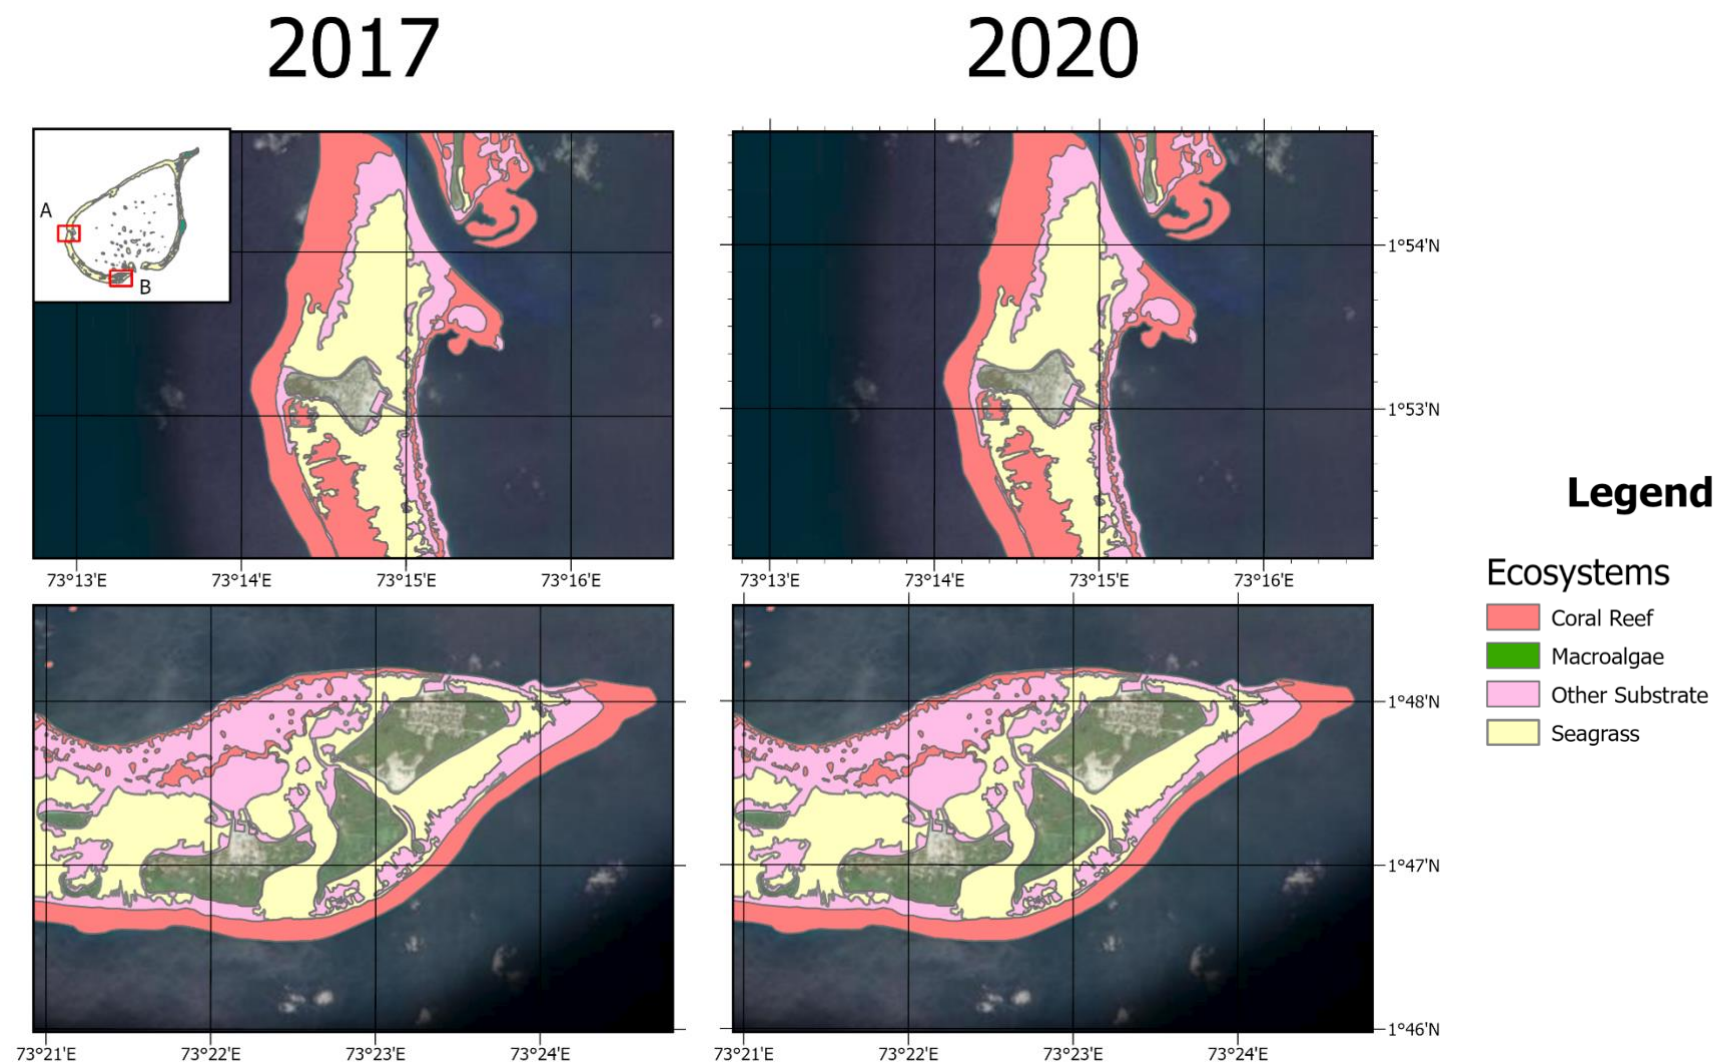 2017
2020
A
B
1°54'N
1°53'N
73°13'E
73°14'E
73°15'E
73°16'E
73°13'E
73°14'E
73°15'E
73°16'E
Legend
Ecosystems
Coral Reef
Macroalgae
Other Substrate
Seagrass
1°48'N
1°47'N
1°46'N
73°21'E
73°22'E
73°23'E
73°24'E
73°21'E
73°22'E
73°23'E
73°24'E